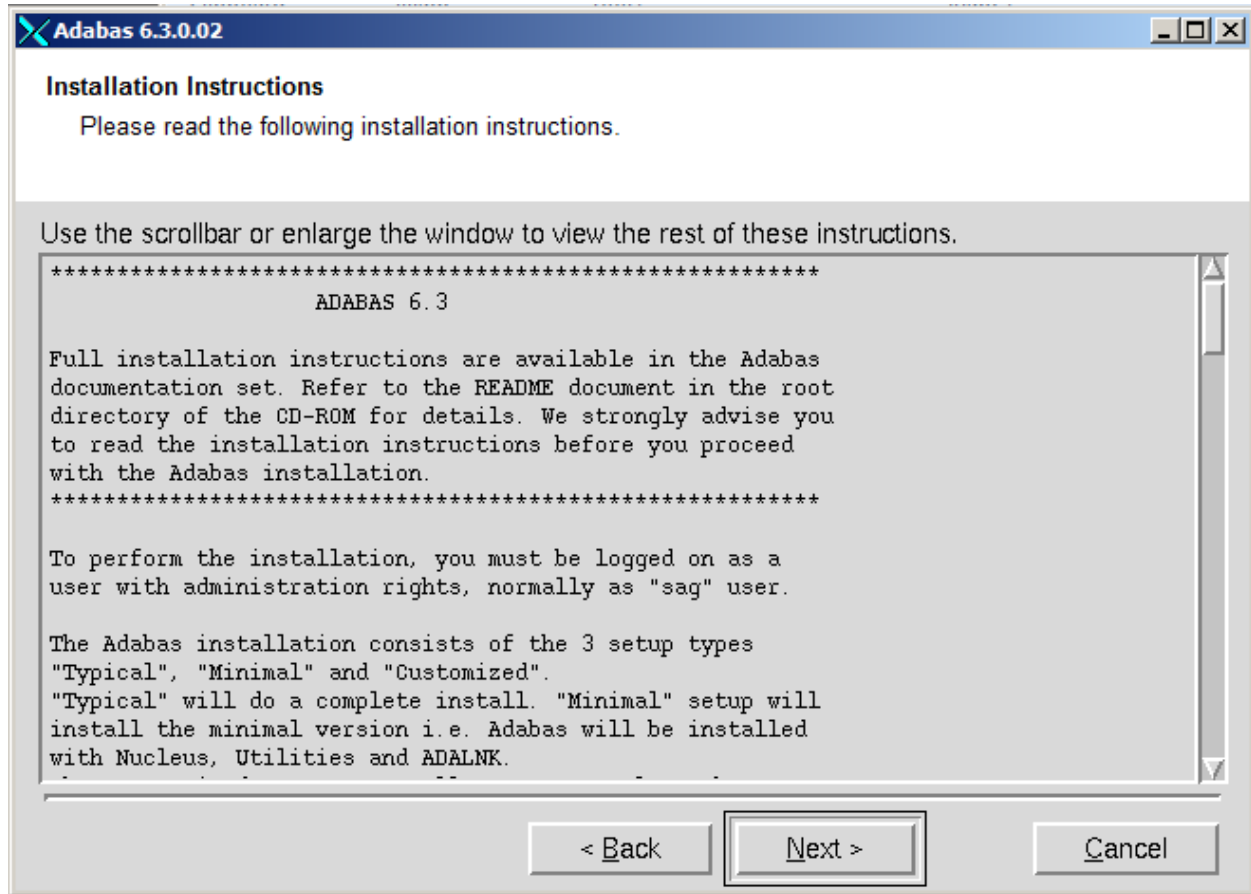 Adabas 6.3.0.02
Installation Instructions
Please read the following installation instructions.
Use the scrollbar or enlarge the window to view the rest of these instructions.
**********************************************************
ADABAS 6.3
Full installation instructions are available in the Adabas
documentation set. Refer to the README document in the root
directory of the CD-ROM for details. We strongly advise you
to read the installation instructions before you proceed
with the Adabas installation.
**********************************************************
To perform the installation, you must be logged on as a
user with administration rights, normally as "sag" user.
The Adabas installation consists of the 3 setup types
"Typical", "Minimal" and "Customized".
"Typical" will do a complete install. "Minimal" setup will
install the minimal version i.e. Adabas will be installed
with Nucleus, Utilities and ADALNK.
< Back
Next >
Cancel